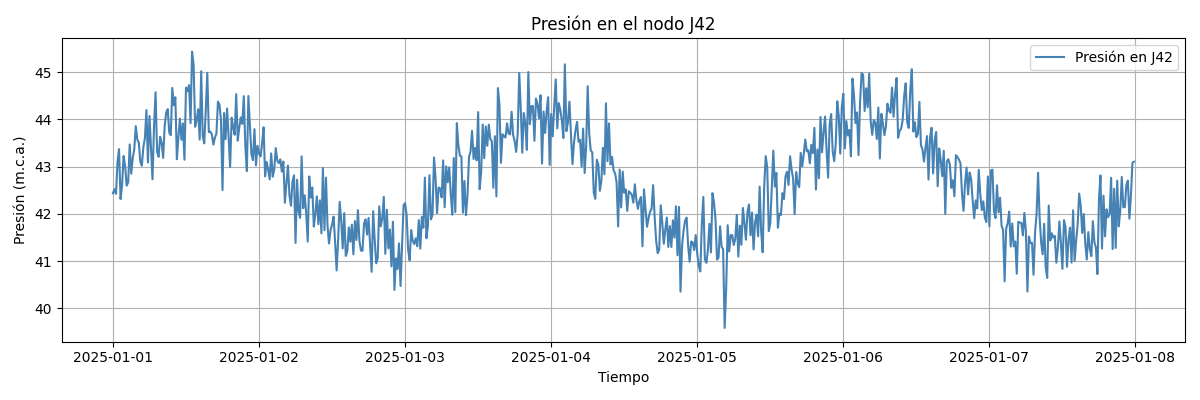 Presión en el nodo J42
Presión en J42
Presión (m.c.a.)
45
44
43
42
41
40
2025-01-01 2025-01-02 2025-01-03 2025-01-04 2025-01-05 2025-01-06 2025-01-07 2025-01-08
Tiempo